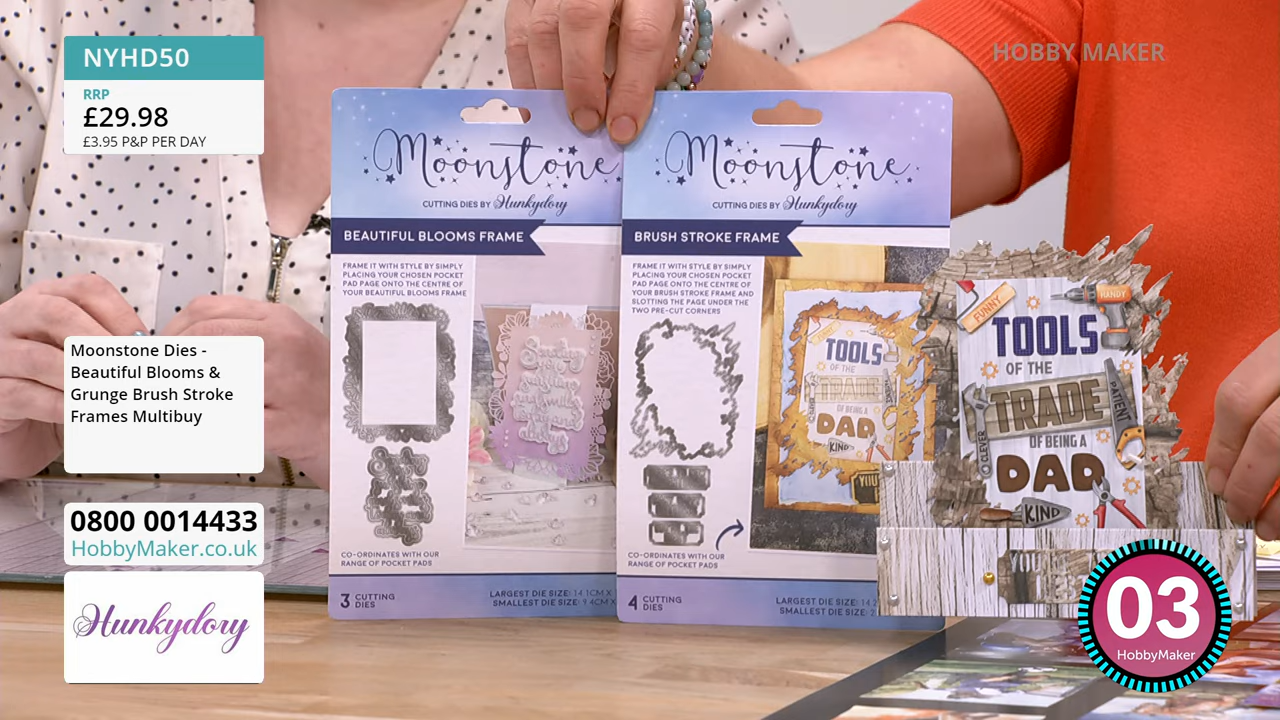 NYHD50
RRP
£29.98
£3.95 P&P PER DAY
Moonstone Dies -
Beautiful Blooms &
Grunge Brush Stroke
Frames Multibuy
0800 0014433
HobbyMaker.co.uk
Hunkydory
HOBBY MAKER
Moonstone
CUTTING DIES BY Hunkydory
BEAUTIFUL BLOOMS FRAME
FRAME IT WITH STYLE BY SIMPLY
PLACING YOUR CHOSEN POCKET
PAD PAGE ONTO THE CENTRE OF
YOUR BEAUTIFUL BLOOMS FRAME
CO-ORDINATES WITH OUR
RANGE OF POCKET PADS
3 CUTTING
DIES
LARGEST DIE SIZE: 14.1CM X
SMALLEST DIE SIZE: 9.4CM X
Moonstone
CUTTING DIES BY Hunkydory
BRUSH STROKE FRAME
FRAME IT WITH STYLE BY SIMPLY
PLACING YOUR CHOSEN POCKET
PAD PAGE ONTO THE CENTRE OF
YOUR BRUSH STROKE FRAME AND
SLOTTING THE PAGE UNDER THE
TWO PRE-CUT CORNERS
TOOLS
OF THE
TRADE
OF BEING A
DAD
KIND
YOU
CO-ORDINATES WITH OUR
RANGE OF POCKET PADS
4 CUTTING
DIES
LARGEST DIE SIZE: 14
SMALLEST DIE SIZE: 2
FUNNY
HANDY
TOOLS
OF THE
TRADE
PATIENT
CLEVER
OF BEING A
DAD
KIND
03
HobbyMaker